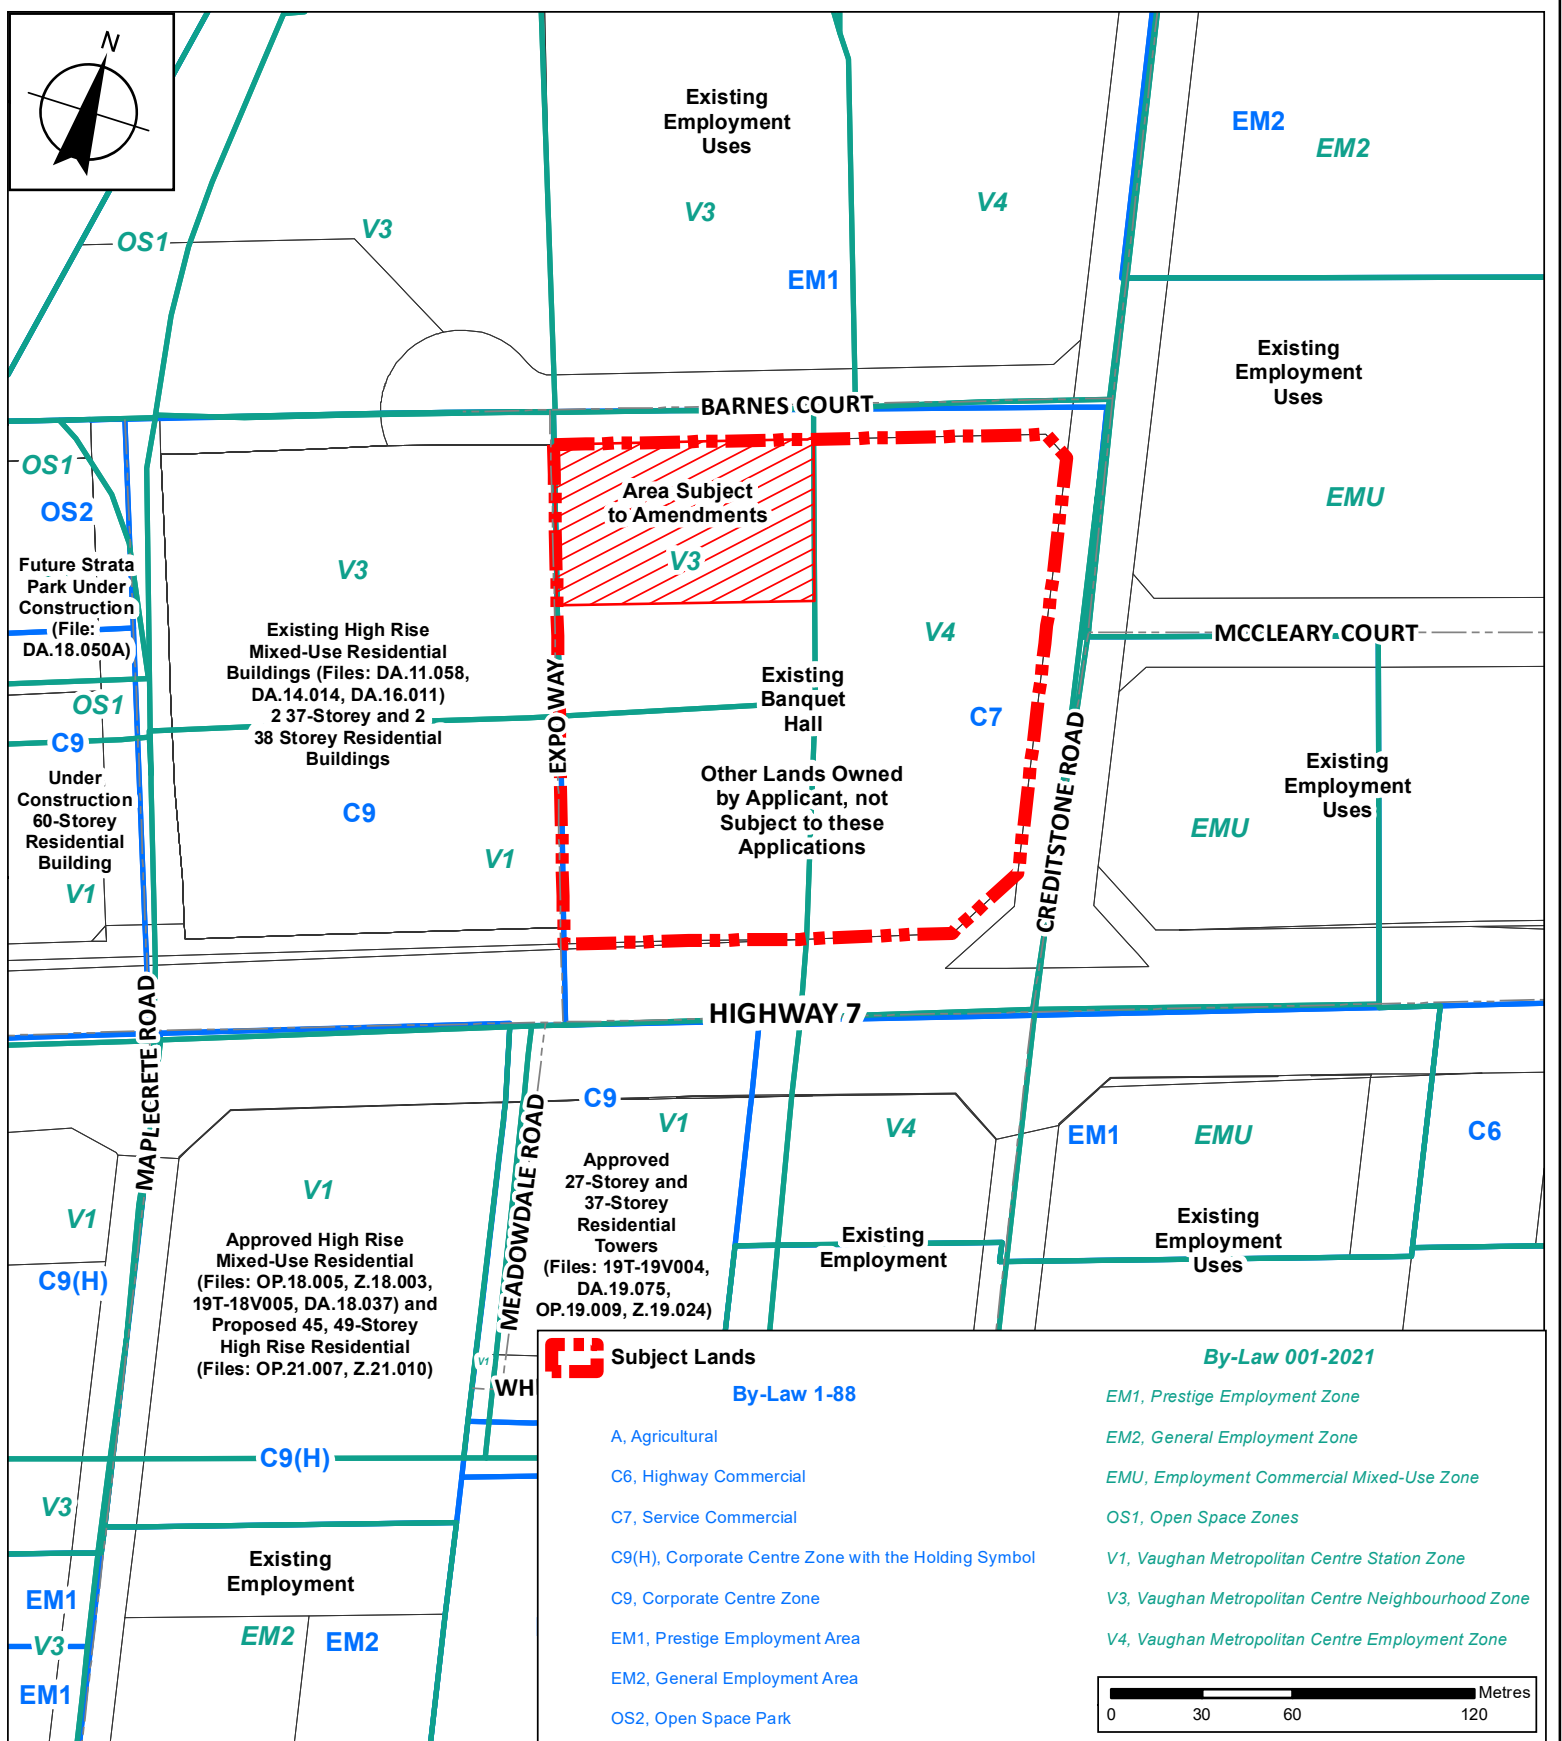 N
Existing
Employment
Uses
EM2
EM2
V3
V3
V4
OS1
EM1
Existing
Employment
Uses
BARNES COURT
OS1
OS2
Area Subject
to Amendments
V3
V3
EMU
Future Strata
Park Under
Construction
(File:
DA.18.050A)
Existing High Rise
Mixed-Use Residential
Buildings (Files: DA.11.058,
DA.14.014, DA.16.011)
2 37-Storey and 2
38 Storey Residential
Buildings
V4
MCCLEARY COURT
EXPO WAY
Existing
Banquet
Hall
C7
OS1
C9
Under
Construction
60-Storey
Residential
Building
V1
C9
V1
Other Lands Owned
by Applicant, not
Subject to these
Applications
CREDITSTONE ROAD
Existing
Employment
Uses
EMU
MAPLECRETE ROAD
HIGHWAY 7
MEADOWDALE ROAD
C9
V1
V4
EM1
EMU
C6
V1
V1
Approved
27-Storey and
37-Storey
Residential
Towers
(Files: 19T-19V004,
DA.19.075,
OP.19.009, Z.19.024)
Existing
Employment
Existing
Employment
Uses
C9(H)
Approved High Rise
Mixed-Use Residential
(Files: OP.18.005, Z.18.003,
19T-18V005, DA.18.037) and
Proposed 45, 49-Storey
High Rise Residential
(Files: OP.21.007, Z.21.010)
V1
WH
C9(H)
V3
Existing
Employment
EM1
V3
EM2
EM2
EM1
Subject Lands
By-Law 1-88
A, Agricultural
C6, Highway Commercial
C7, Service Commercial
C9(H), Corporate Centre Zone with the Holding Symbol
C9, Corporate Centre Zone
EM1, Prestige Employment Area
EM2, General Employment Area
OS2, Open Space Park
By-Law 001-2021
EM1, Prestige Employment Zone
EM2, General Employment Zone
EMU, Employment Commercial Mixed-Use Zone
OS1, Open Space Zones
V1, Vaughan Metropolitan Centre Station Zone
V3, Vaughan Metropolitan Centre Neighbourhood Zone
V4, Vaughan Metropolitan Centre Employment Zone
Metres
0 30 60 120